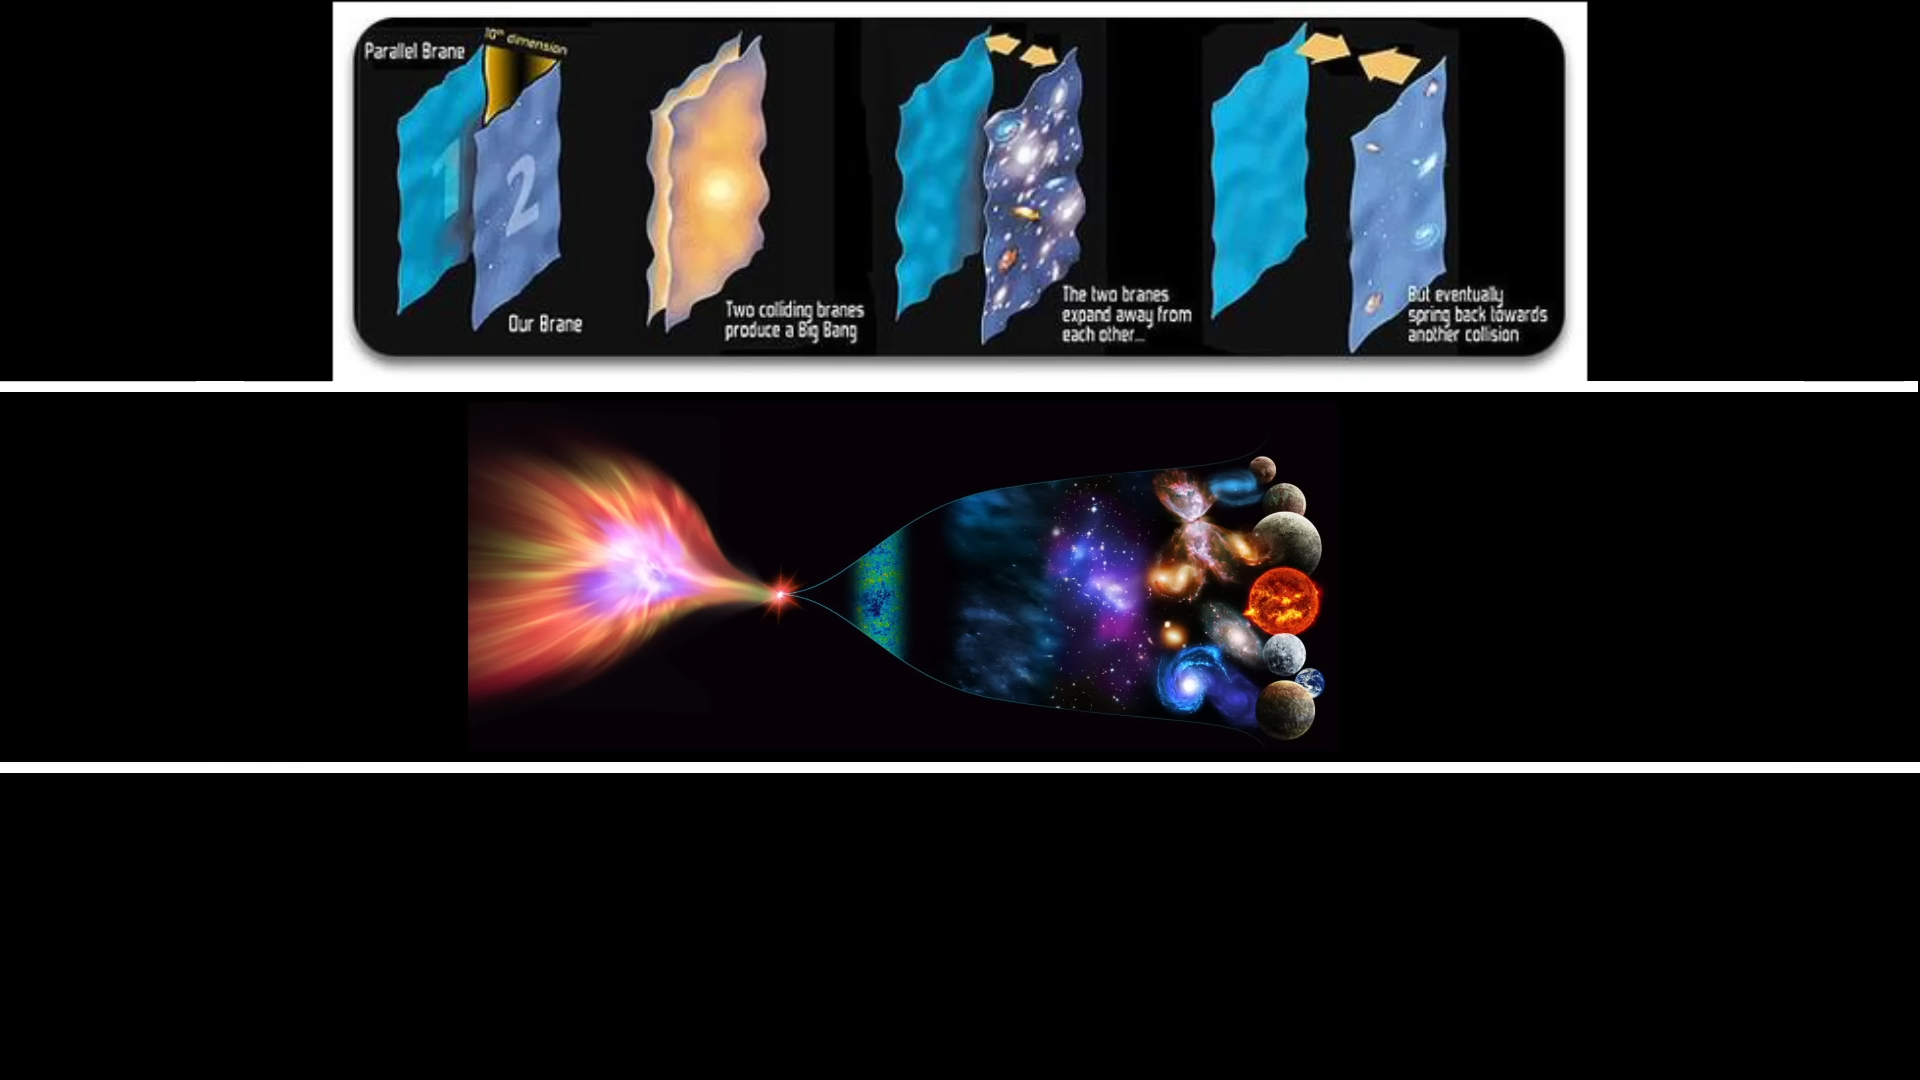 Parallel Brane
10th dimension
1
2
Our Brane
Two colliding branes
produce a Big Bang
The two branes
expand away from
each other...
But eventually
spring back towards
another collision